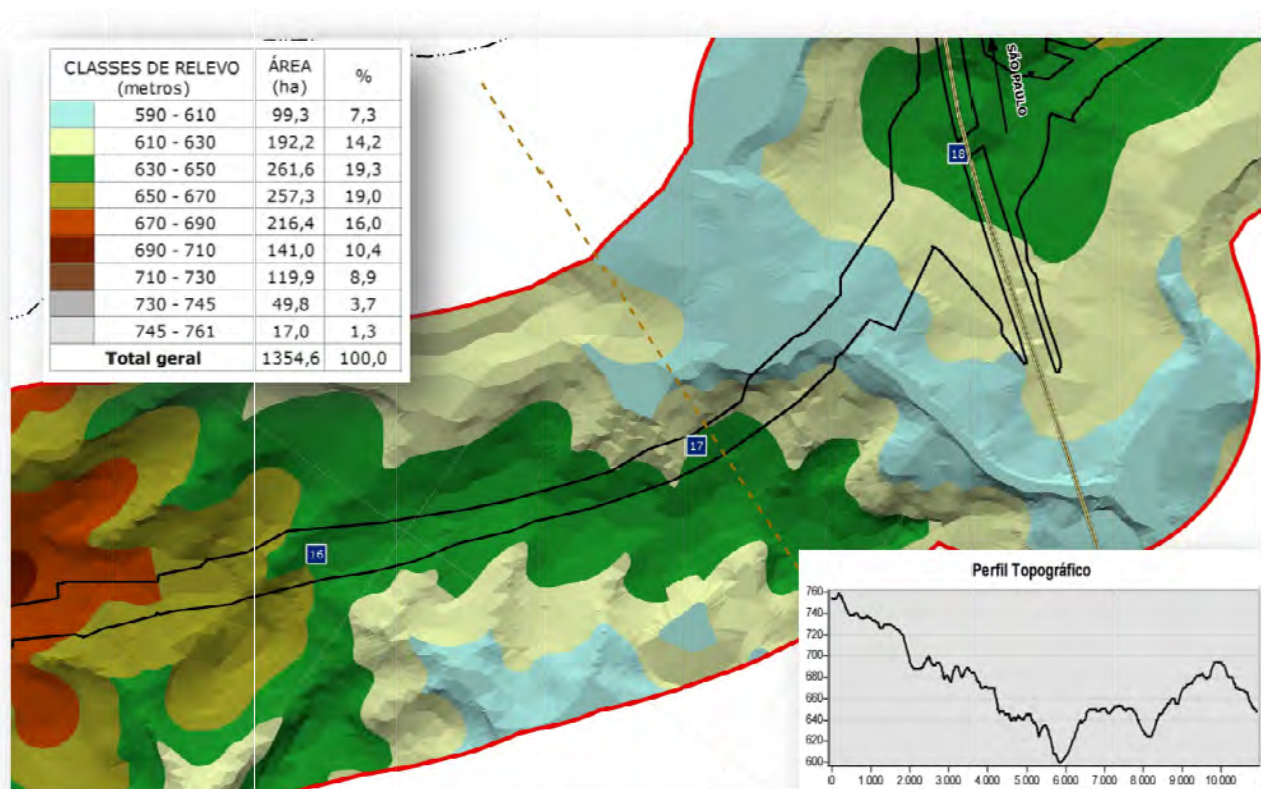 CLASSES DE RELEVO (metros) ÁREA (ha) %
590 - 610 99,3 7,3
610 - 630 192,2 14,2
630 - 650 261,6 19,3
650 - 670 257,3 19,0
670 - 690 216,4 16,0
690 - 710 141,0 10,4
710 - 730 119,9 8,9
730 - 745 49,8 3,7
745 - 761 17,0 1,3
Total geral 1354,6 100,0
SÃO PAULO
18
17
16
Perfil Topográfico
760
740
720
700
680
660
640
620
600
0 1.000 2.000 3.000 4.000 5.000 6.000 7.000 8.000 9.000 10.000